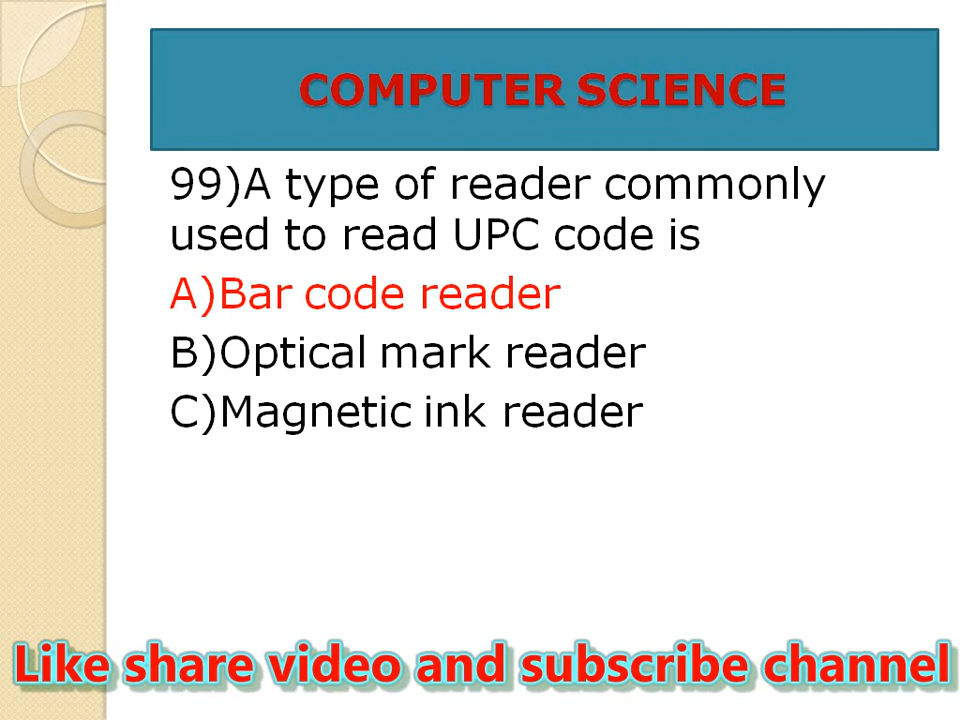 COMPUTER SCIENCE
99)A type of reader commonly
used to read UPC code is
A)Bar code reader
B)Optical mark reader
C)Magnetic ink reader
Like share video and subscribe channel